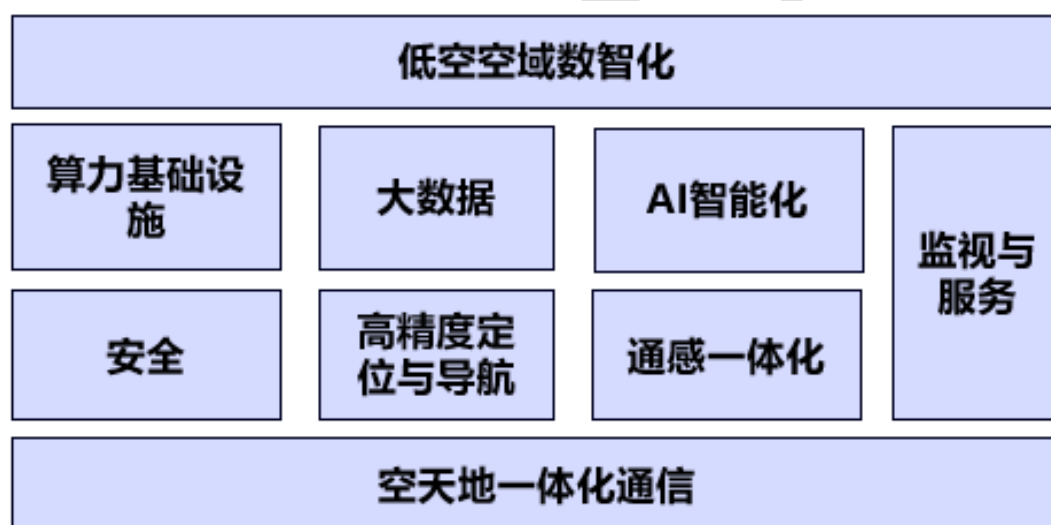 低空空域数智化
算力基础设
施
大数据
AI智能化
监视与
服务
安全
高精度定
位与导航
通感一体化
空天地一体化通信